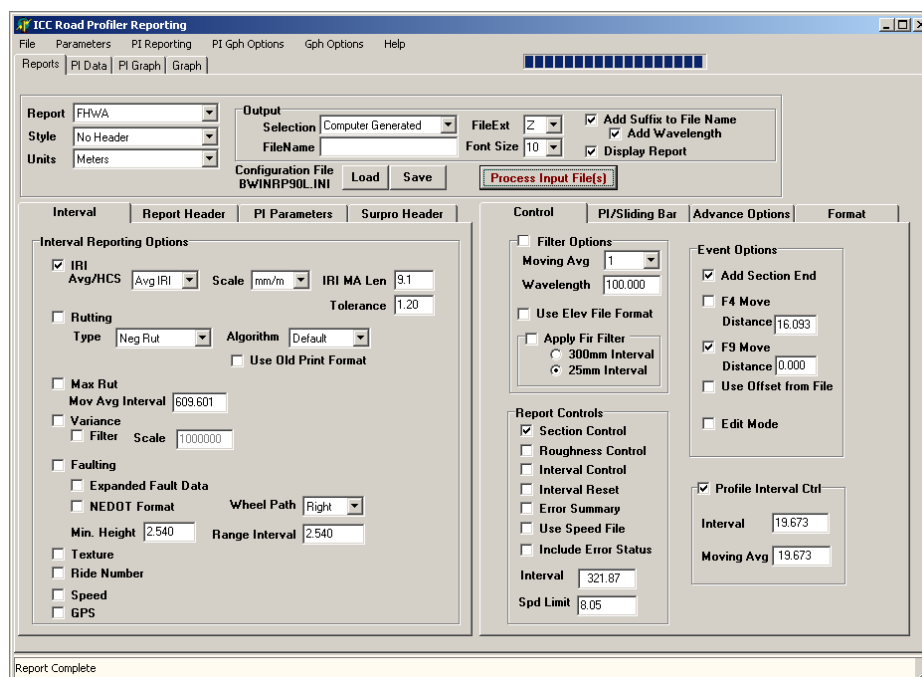 ICC Road Profiler Reporting
File Parameters PI Reporting PI Gph Options Gph Options Help
Reports PI Data PI Graph Graph
Report FHWA
Style No Header
Units Meters
Output
Selection Computer Generated FileExt Z
FileName Font Size 10
Add Suffix to File Name
Add Wavelength
Display Report
Configuration File
BWINRP90L.INI Load Save Process Input File(s)
Interval Report Header PI Parameters Surpro Header
Interval Reporting Options
IRI
Avg/HCS Avg IRI Scale mm/m IRI MA Len 9.1
Tolerance 1.20
Rutting
Type Neg Rut Algorithm Default
Use Old Print Format
Max Rut
Mov Avg Interval 609.601
Variance
Filter Scale 1000000
Faulting
Expanded Fault Data
NEDOT Format Wheel Path Right
Min. Height 2.540 Range Interval 2.540
Texture
Ride Number
Speed
GPS
Control PI/Sliding Bar Advance Options Format
Filter Options
Moving Avg 1
Wavelength 100.000
Use Elev File Format
Apply Fir Filter
300mm Interval
25mm Interval
Report Controls
Section Control
Roughness Control
Interval Control
Interval Reset
Error Summary
Use Speed File
Include Error Status
Interval 321.87
Spd Limit 8.05
Event Options
Add Section End
F4 Move
Distance 16.093
F9 Move
Distance 0.000
Use Offset from File
Edit Mode
Profile Interval Ctrl
Interval 19.673
Moving Avg 19.673
Report Complete